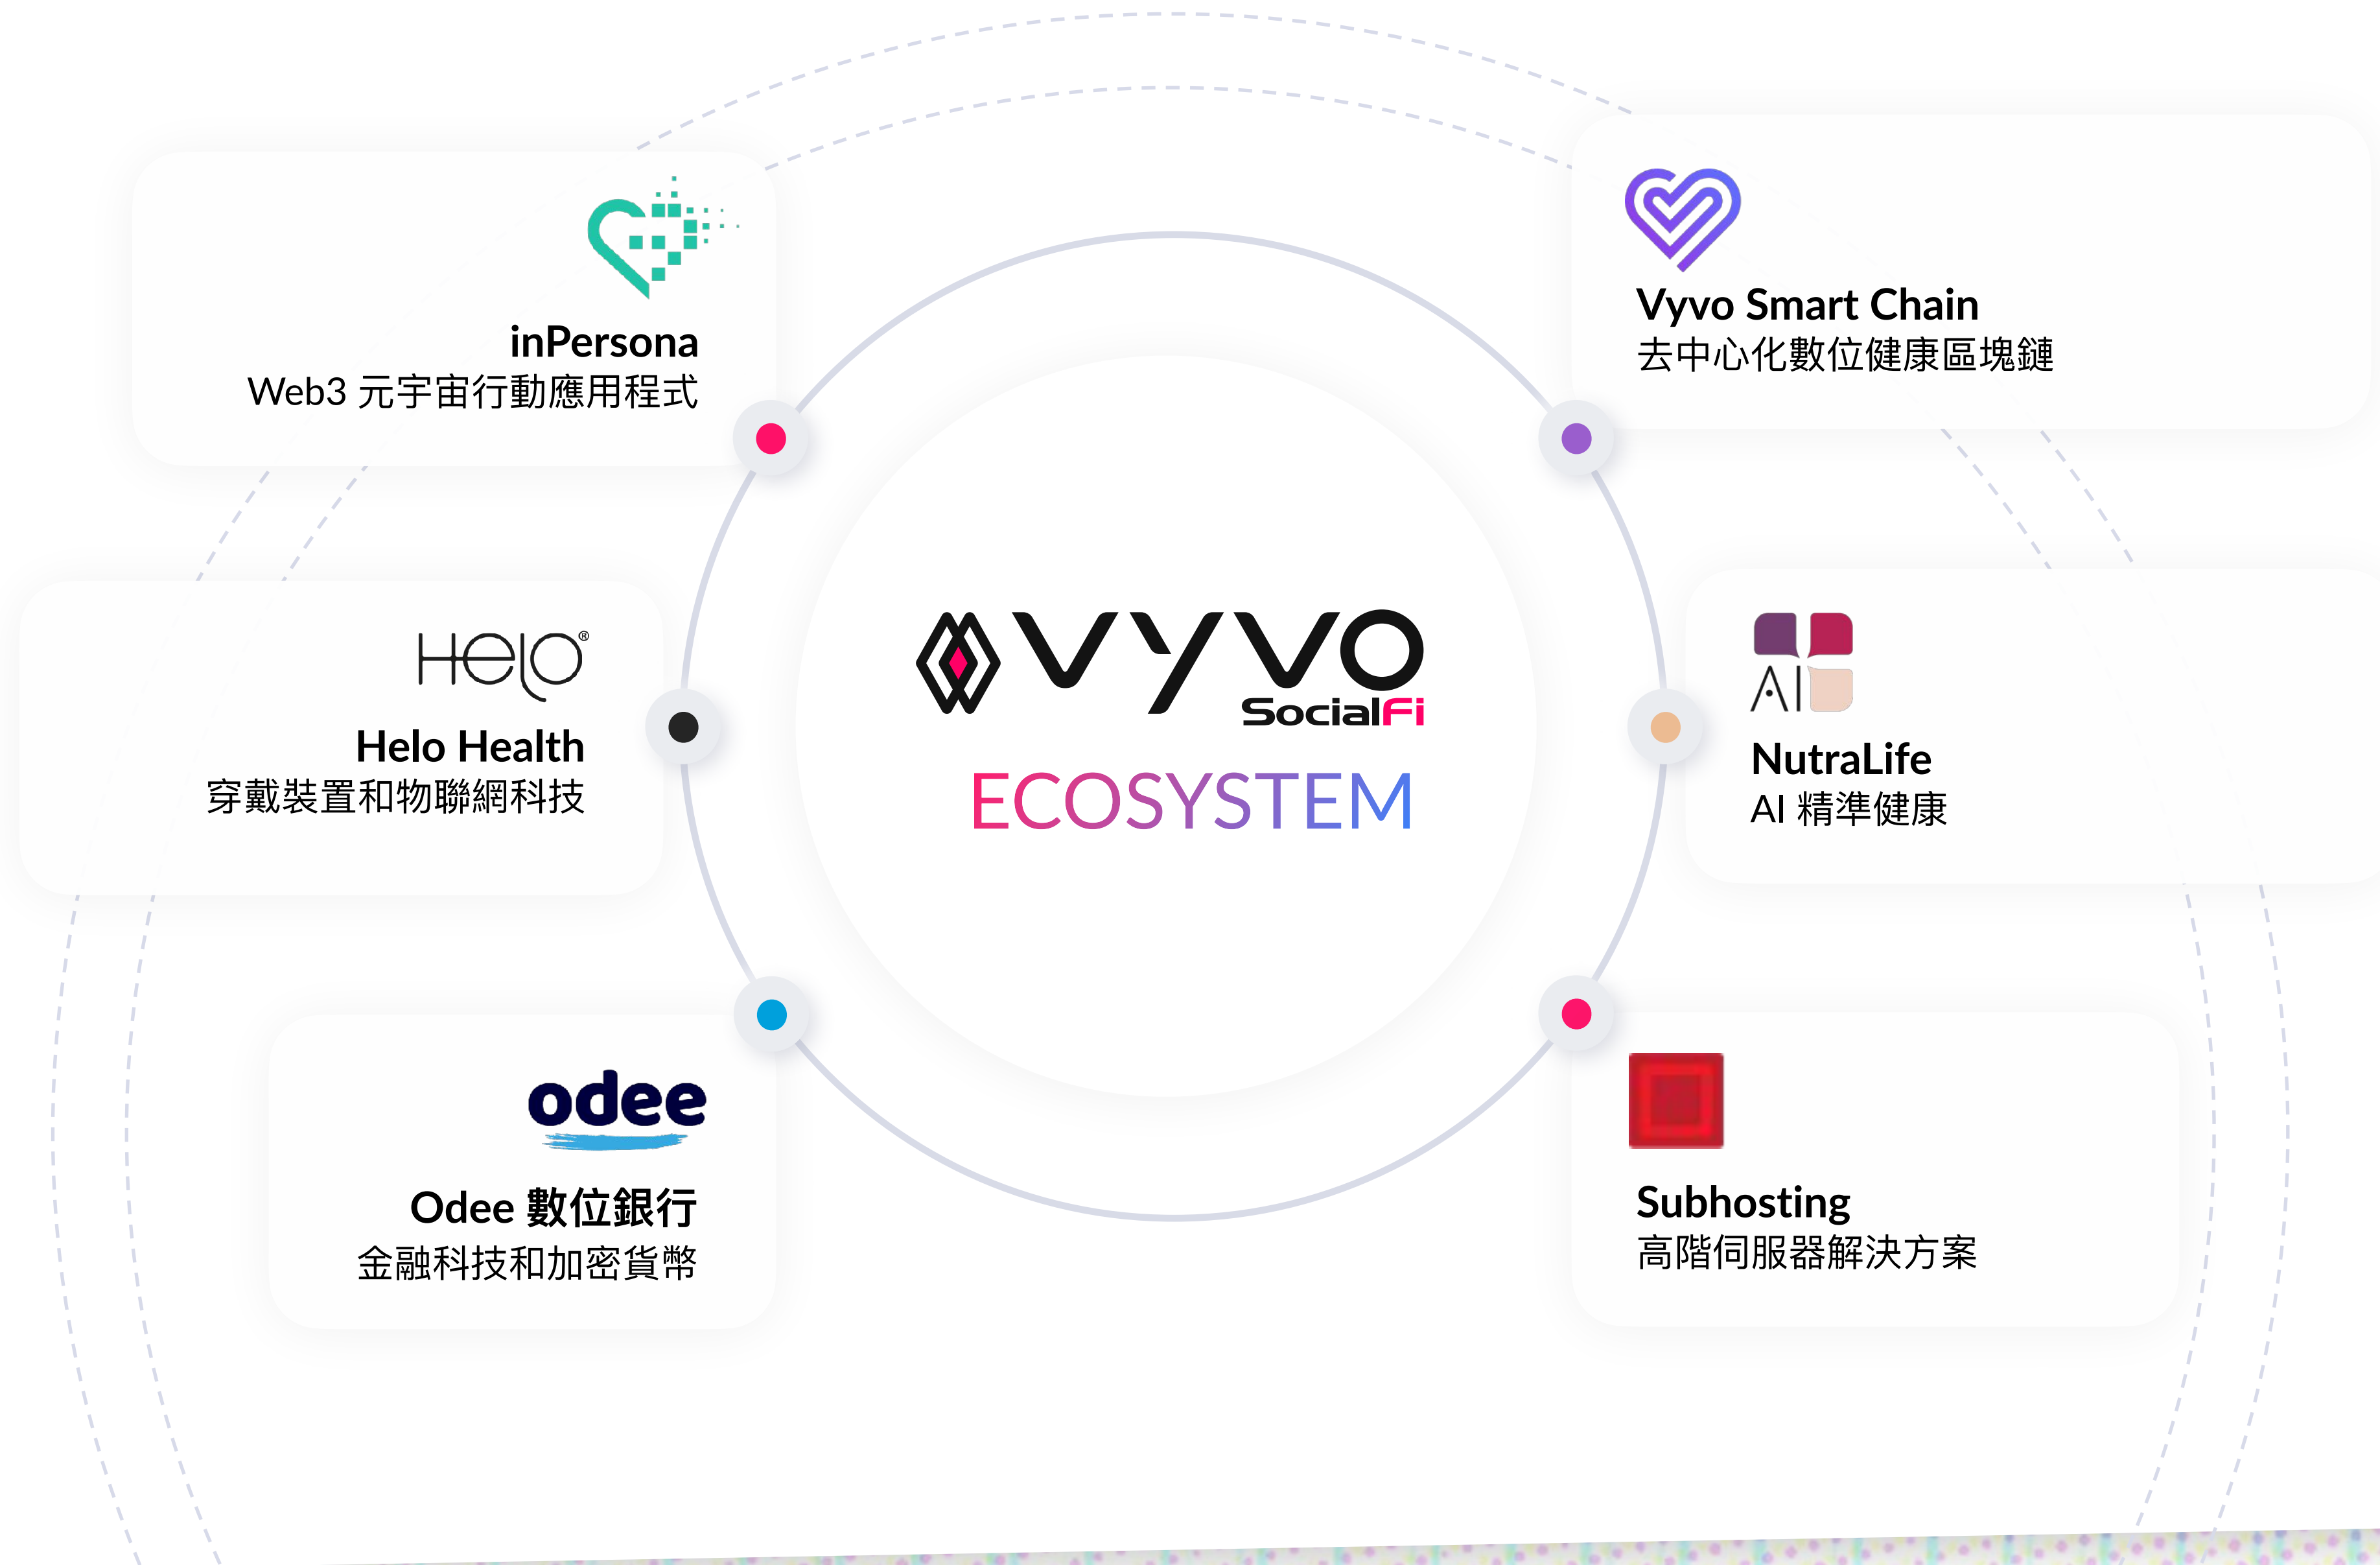 inPersona
Web3 元宇宙行動應用程式
Vyvo Smart Chain
去中心化數位健康區塊鏈
Helo®
Helo Health
穿戴裝置和物聯網科技
VYVO
SocialFi
ECOSYSTEM
AI
NutraLife
AI 精準健康
odee
Odee 數位銀行
金融科技和加密貨幣
Subhosting
高階伺服器解決方案